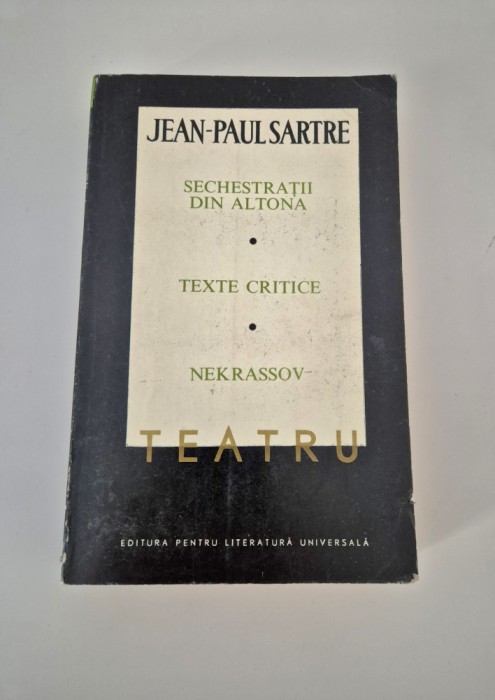 JEAN-PAUL SARTRE
SECHESTRAȚII
DIN ALTONA
•
TEXTE CRITICE
•
NEKRASSOV
TEATRU
EDITURA PENTRU LITERATURĂ UNIVERSALĂ